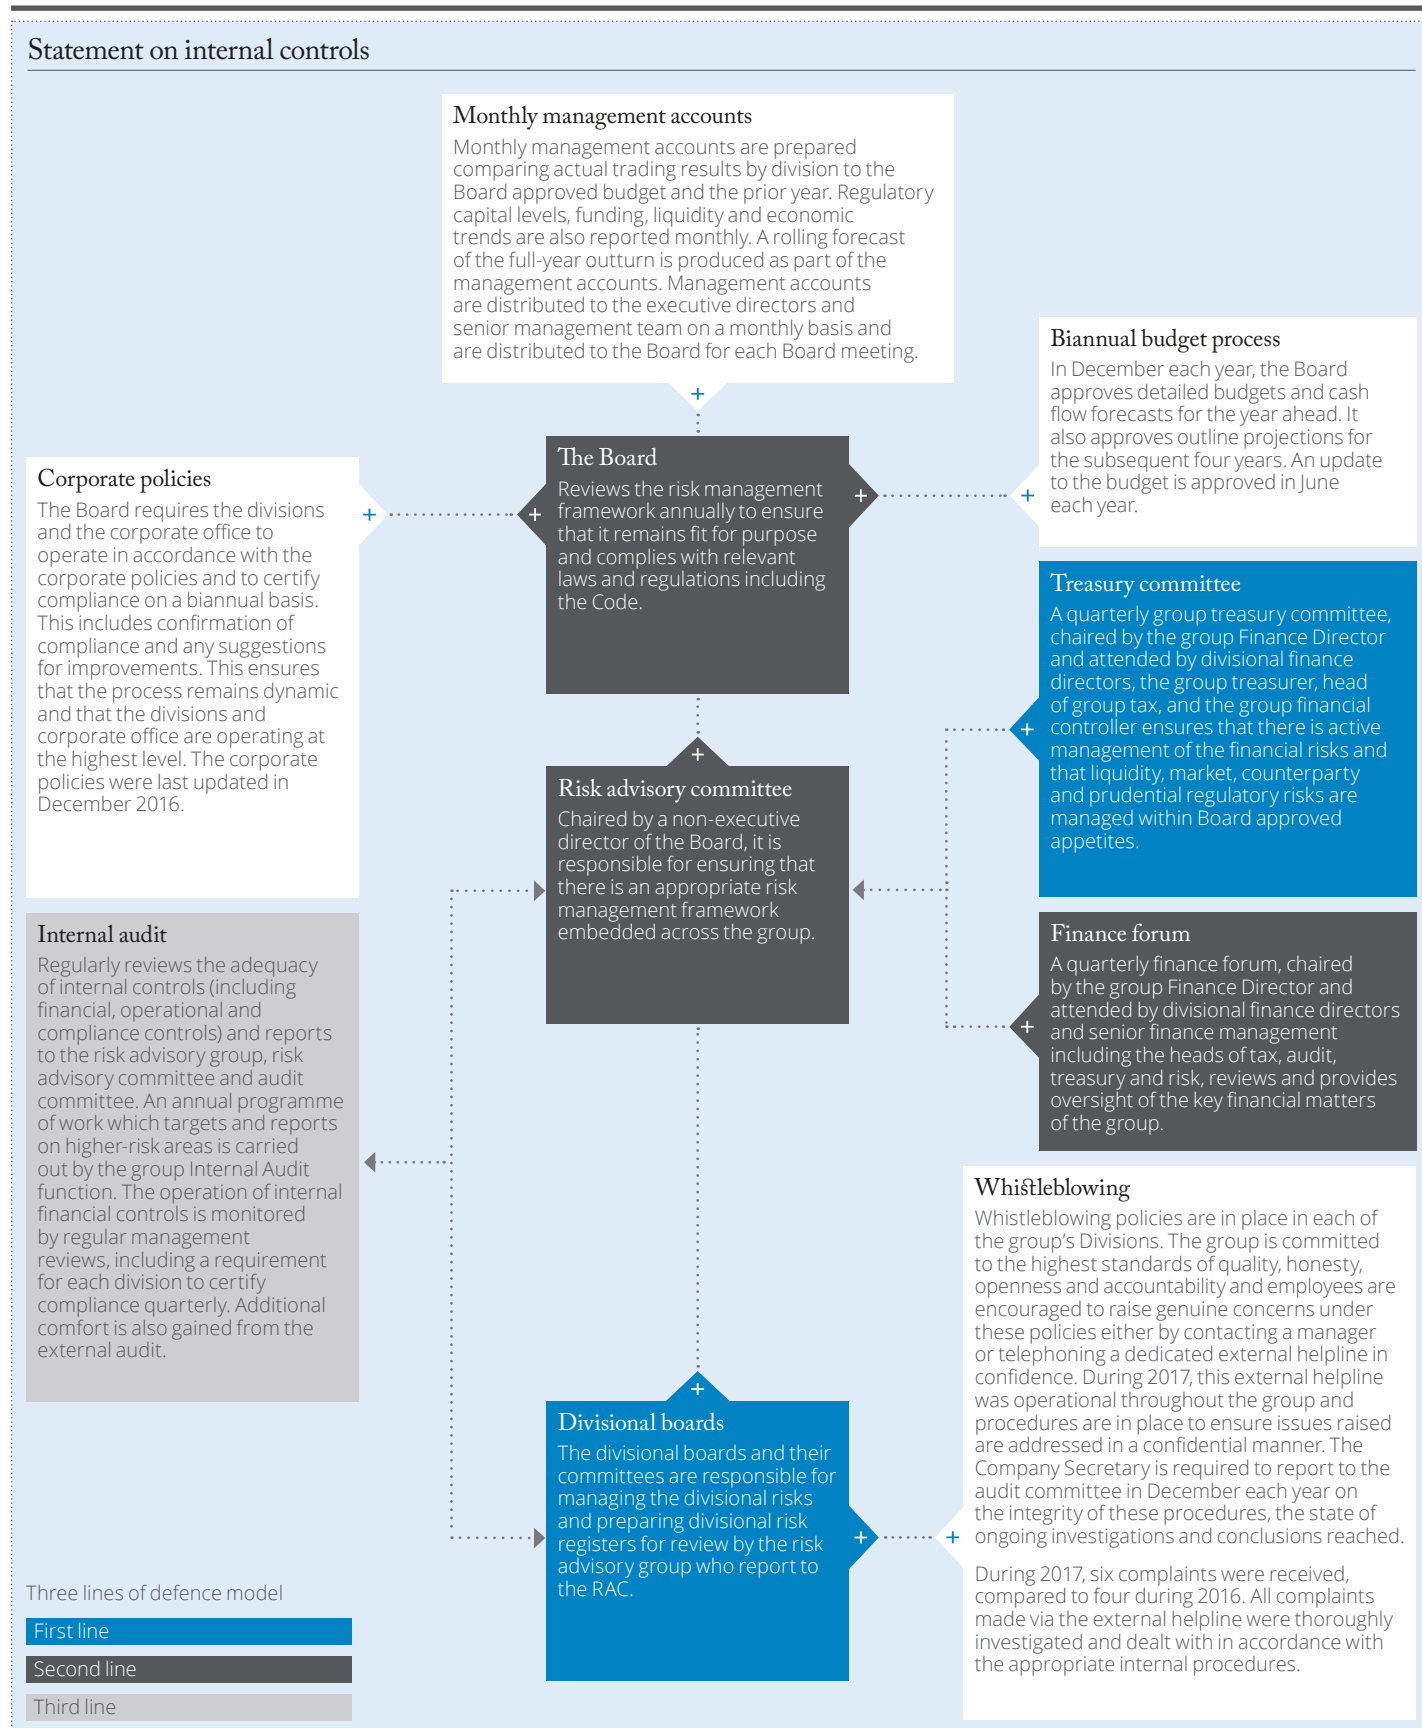 Statement on internal controls
Monthly management accounts
Monthly management accounts are prepared
comparing actual trading results by division to the
Board approved budget and the prior year. Regulatory
capital levels, funding, liquidity and economic
trends are also reported monthly. A rolling forecast
of the full-year outturn is produced as part of the
management accounts. Management accounts
are distributed to the executive directors and
senior management team on a monthly basis and
are distributed to the Board for each Board meeting.
Biannual budget process
In December each year, the Board
approves detailed budgets and cash
flow forecasts for the year ahead. It
also approves outline projections for
the subsequent four years. An update
to the budget is approved in June
each year.
The Board
Reviews the risk management
framework annually to ensure
that it remains fit for purpose
and complies with relevant
laws and regulations including
the Code.
Corporate policies
The Board requires the divisions
and the corporate office to
operate in accordance with the
corporate policies and to certify
compliance on a biannual basis.
This includes confirmation of
compliance and any suggestions
for improvements. This ensures
that the process remains dynamic
and that the divisions and
corporate office are operating at
the highest level. The corporate
policies were last updated in
December 2016.
Treasury committee
A quarterly group treasury committee,
chaired by the group Finance Director
and attended by divisional finance
directors, the group treasurer, head
of group tax, and the group financial
controller ensures that there is active
management of the financial risks and
that liquidity, market, counterparty
and prudential regulatory risks are
managed within Board approved
appetites.
Risk advisory committee
Chaired by a non-executive
director of the Board, it is
responsible for ensuring that
there is an appropriate risk
management framework
embedded across the group.
Internal audit
Regularly reviews the adequacy
of internal controls (including
financial, operational and
compliance controls) and reports
to the risk advisory group, risk
advisory committee and audit
committee. An annual programme
of work which targets and reports
on higher-risk areas is carried
out by the group Internal Audit
function. The operation of internal
financial controls is monitored
by regular management
reviews, including a requirement
for each division to certify
compliance quarterly. Additional
comfort is also gained from the
external audit.
Finance forum
A quarterly finance forum, chaired
by the group Finance Director and
attended by divisional finance directors
and senior finance management
including the heads of tax, audit,
treasury and risk, reviews and provides
oversight of the key financial matters
of the group.
Whistleblowing
Whistleblowing policies are in place in each of
the group's Divisions. The group is committed
to the highest standards of quality, honesty,
openness and accountability and employees are
encouraged to raise genuine concerns under
these policies either by contacting a manager
or telephoning a dedicated external helpline in
confidence. During 2017, this external helpline
was operational throughout the group and
procedures are in place to ensure issues raised
are addressed in a confidential manner. The
Company Secretary is required to report to the
audit committee in December each year on
the integrity of these procedures, the state of
ongoing investigations and conclusions reached.
During 2017, six complaints were received,
compared to four during 2016. All complaints
made via the external helpline were thoroughly
investigated and dealt with in accordance with
the appropriate internal procedures.
Divisional boards
The divisional boards and their
committees are responsible for
managing the divisional risks
and preparing divisional risk
registers for review by the risk
advisory group who report to
the RAC.
Three lines of defence model
First line
Second line
Third line